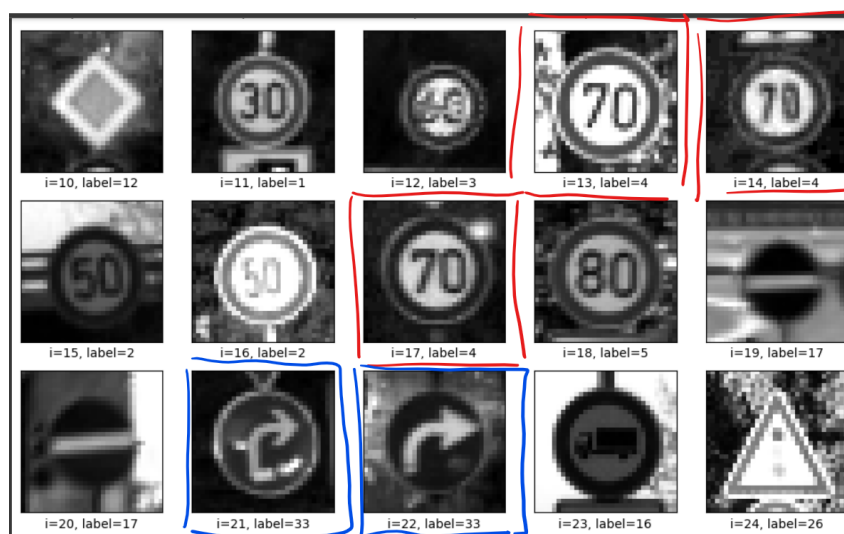 30
70
70
i=10, label=12
i=11, label=1
i=12, label=3
i=13, label=4
i=14, label=4
50
50
70
80
i=15, label=2
i=16, label=2
i=17, label=4
i=18, label=5
i=19, label=17
i=20, label=17
i=21, label=33
i=22, label=33
i=23, label=16
i=24, label=26